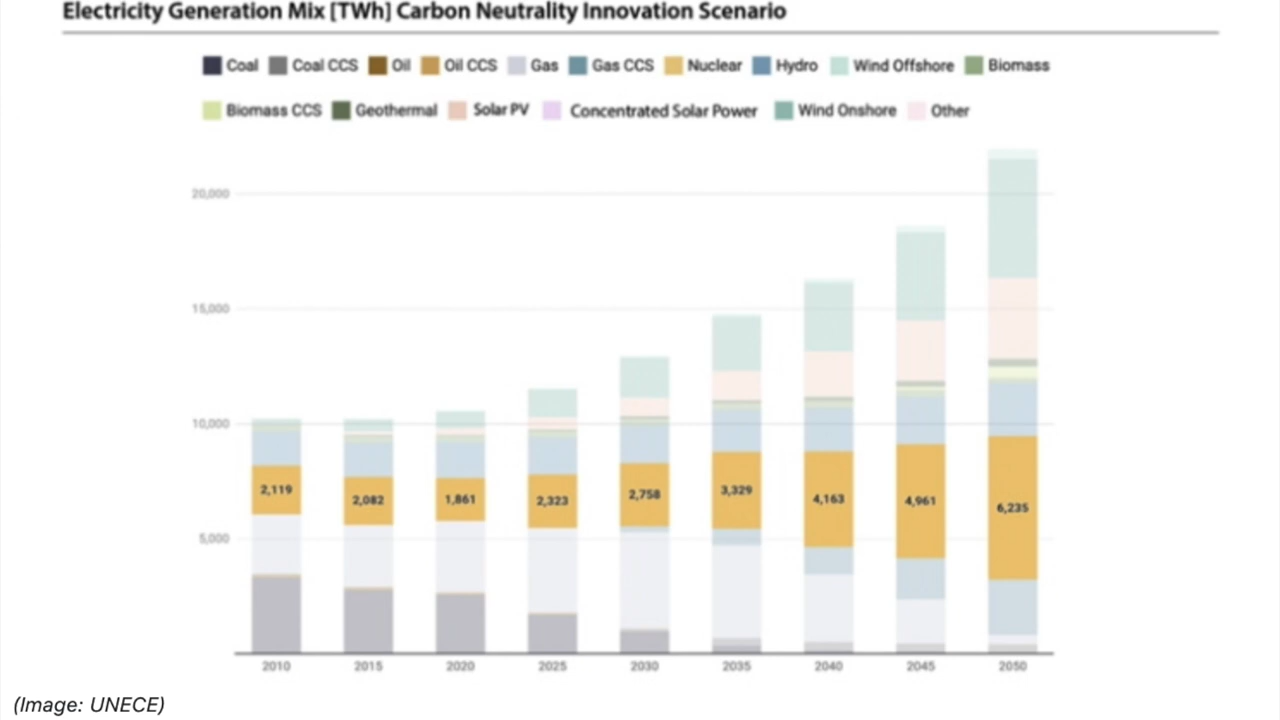 Electricity Generation Mix [TWh] Carbon Neutrality Innovation Scenario
Coal Coal CCS Oil Oil CCS Gas Gas CCS Nuclear Hydro Wind Offshore Biomass
Biomass CCS Geothermal Solar PV Concentrated Solar Power Wind Onshore Other
20,000
15,000
10,000
5,000
2,119 2,082 1,861 2,323 2,758 3,329 4,163 4,961 6,235
2010 2015 2020 2025 2030 2035 2040 2045 2050
(Image: UNECE)